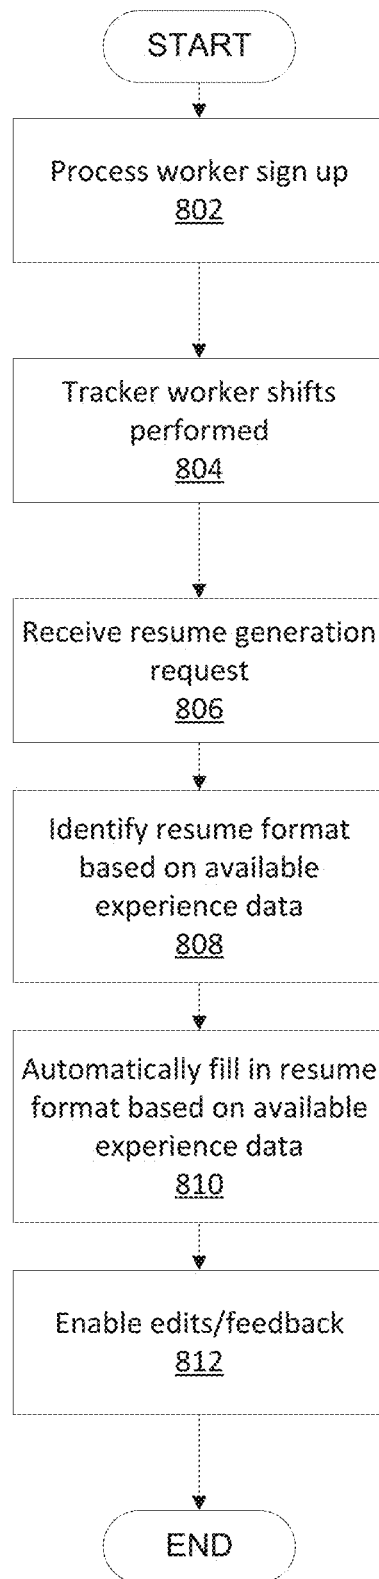 START
Process worker sign up
802
Tracker worker shifts
performed
804
Receive resume generation
request
806
Identify resume format
based on available
experience data
808
Automatically fill in resume
format based on available
experience data
810
Enable edits/feedback
812
END